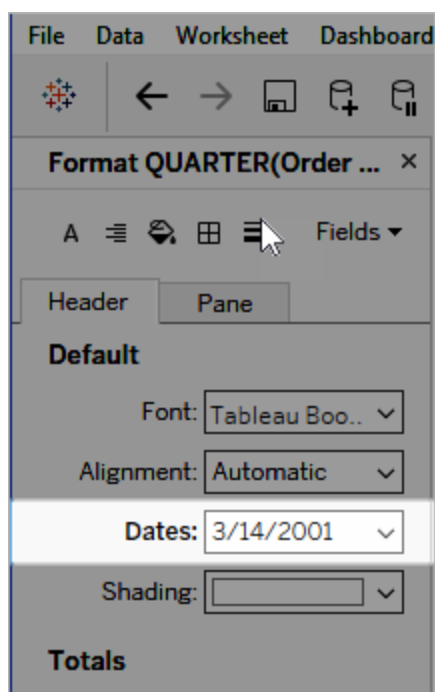 File Data Worksheet Dashboard
Format QUARTER(Order ... ×
A Fields
Header Pane
Default
Font: Tableau Boo..
Alignment: Automatic
Dates: 3/14/2001
Shading:
Totals